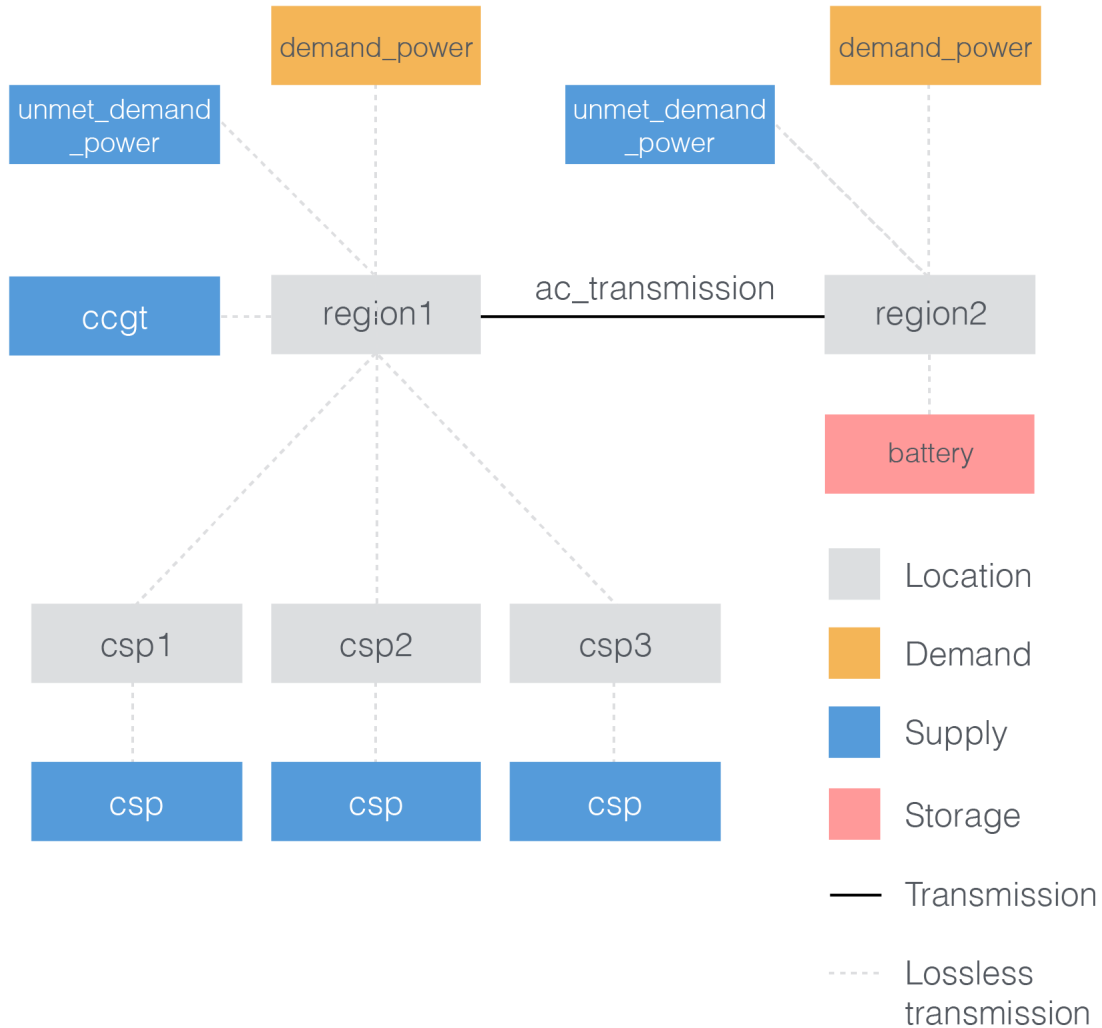 demand_power
demand_power
unmet_demand
_power
unmet_demand
_power
ccgt
region1
ac_transmission
region2
battery
Location
csp1
csp2
csp3
Demand
Supply
csp
csp
csp
Storage
Transmission
Lossless
transmission